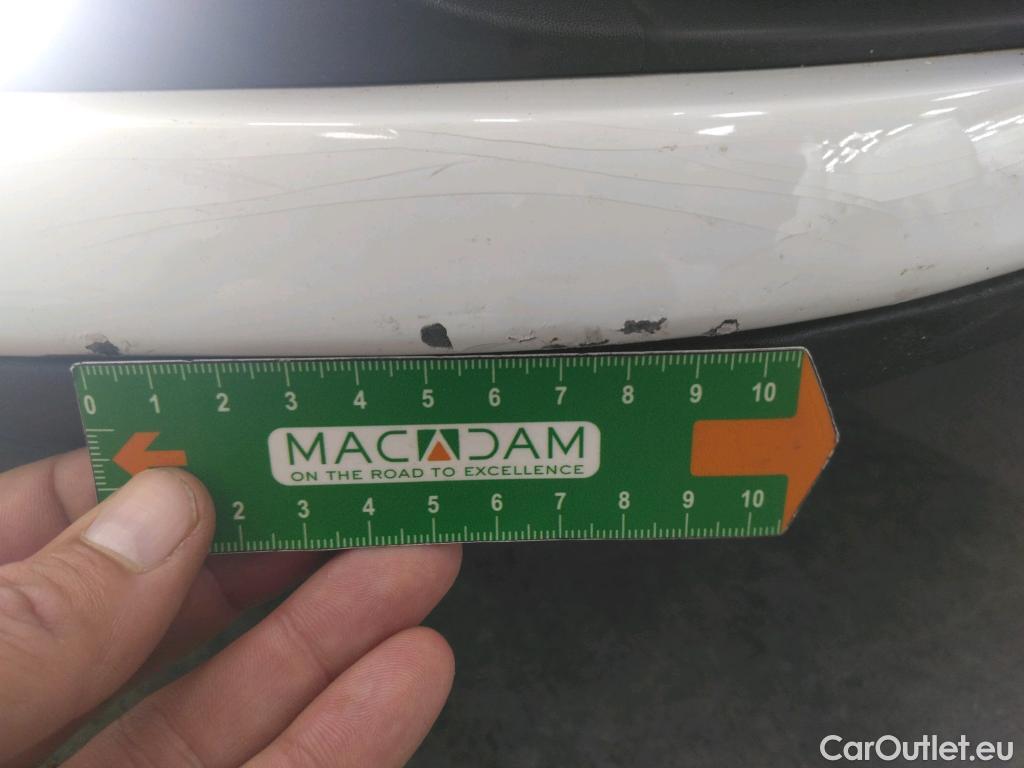 0 1 2 3 4 5 6 7 8 9 10
MACADAM
ON THE ROAD TO EXCELLENCE
2 3 4 5 6 7 8 9 10
CarOutlet.eu